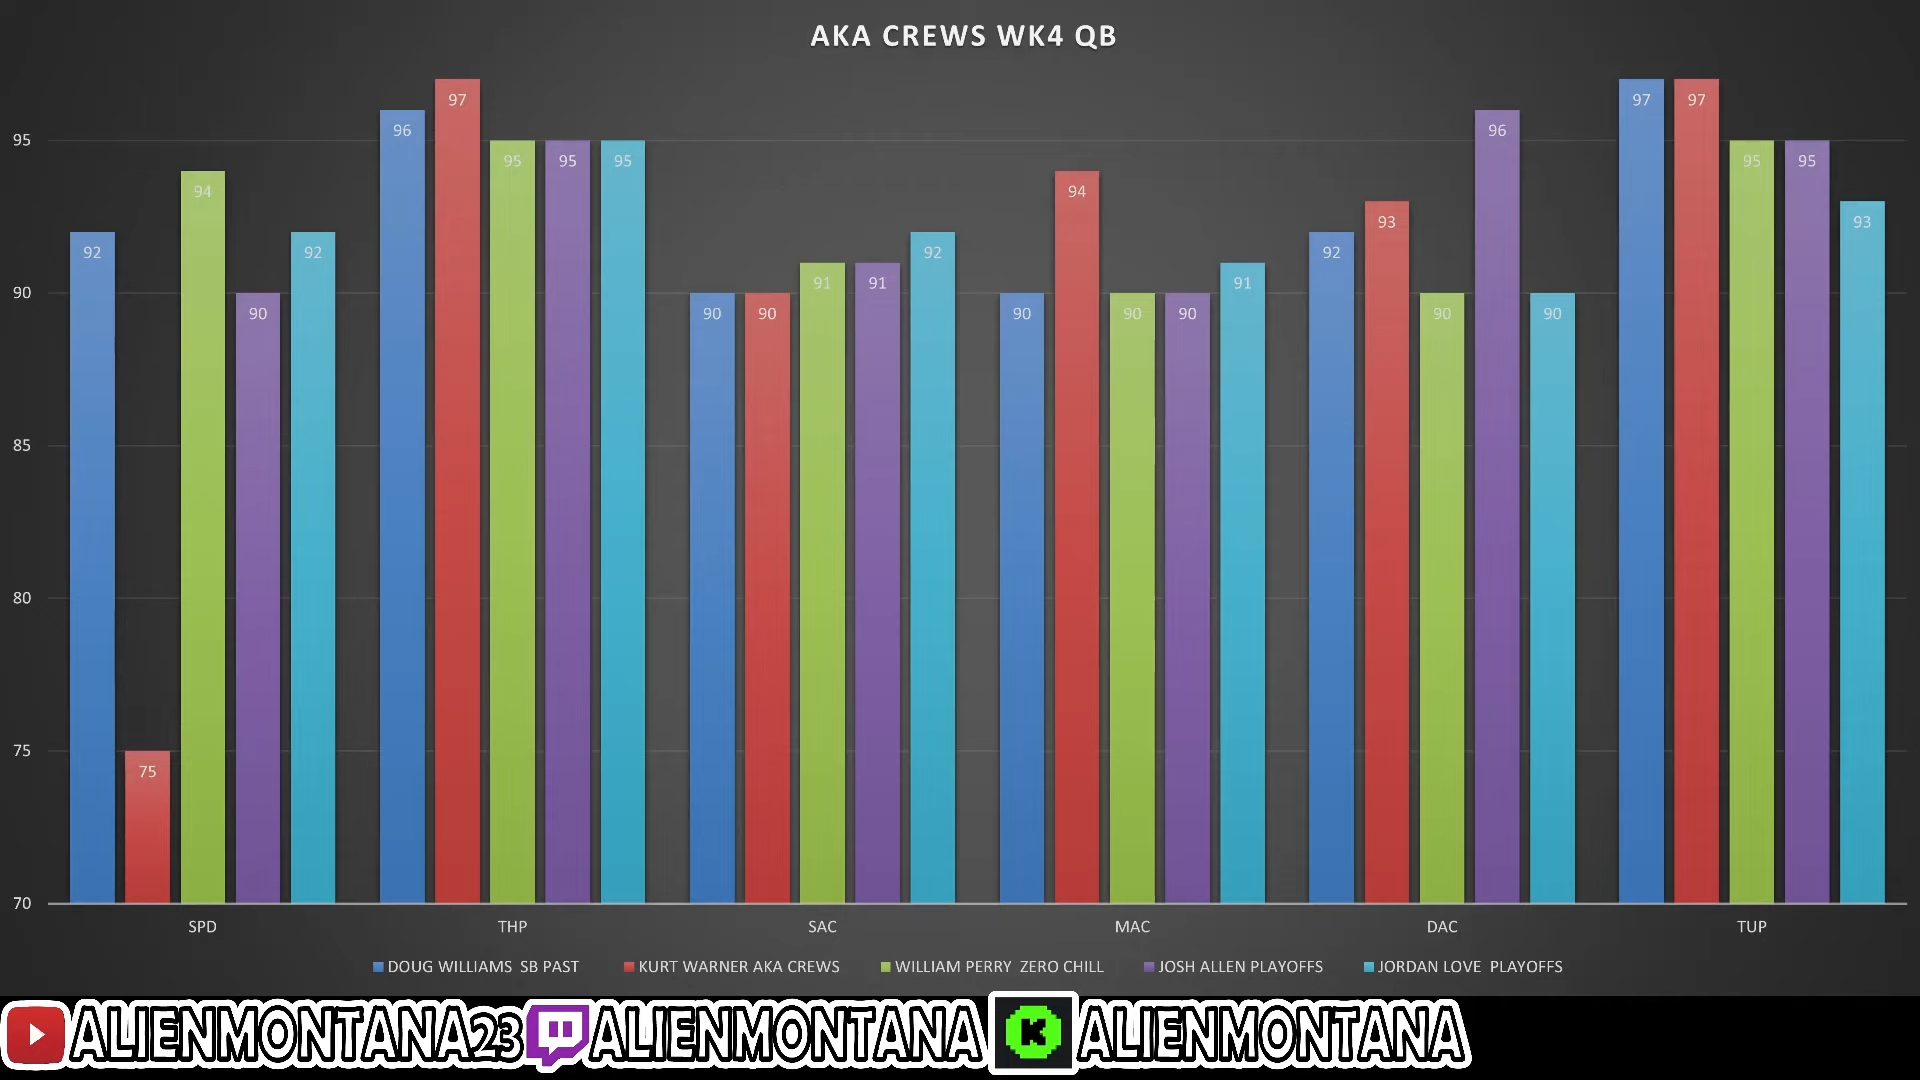 AKA CREWS WK4 QB
95
90
85
80
75
70
92 75 94 90 92
96 97 95 95 95
90 90 91 91 92
90 94 90 90 91
92 93 90 96 90
97 97 95 95 93
SPD THP SAC MAC DAC TUP
DOUG WILLIAMS SB PAST KURT WARNER AKA CREWS WILLIAM PERRY ZERO CHILL JOSH ALLEN PLAYOFFS JORDAN LOVE PLAYOFFS
ALIENMONTANA23 ALIENMONTANA K ALIENMONTANA